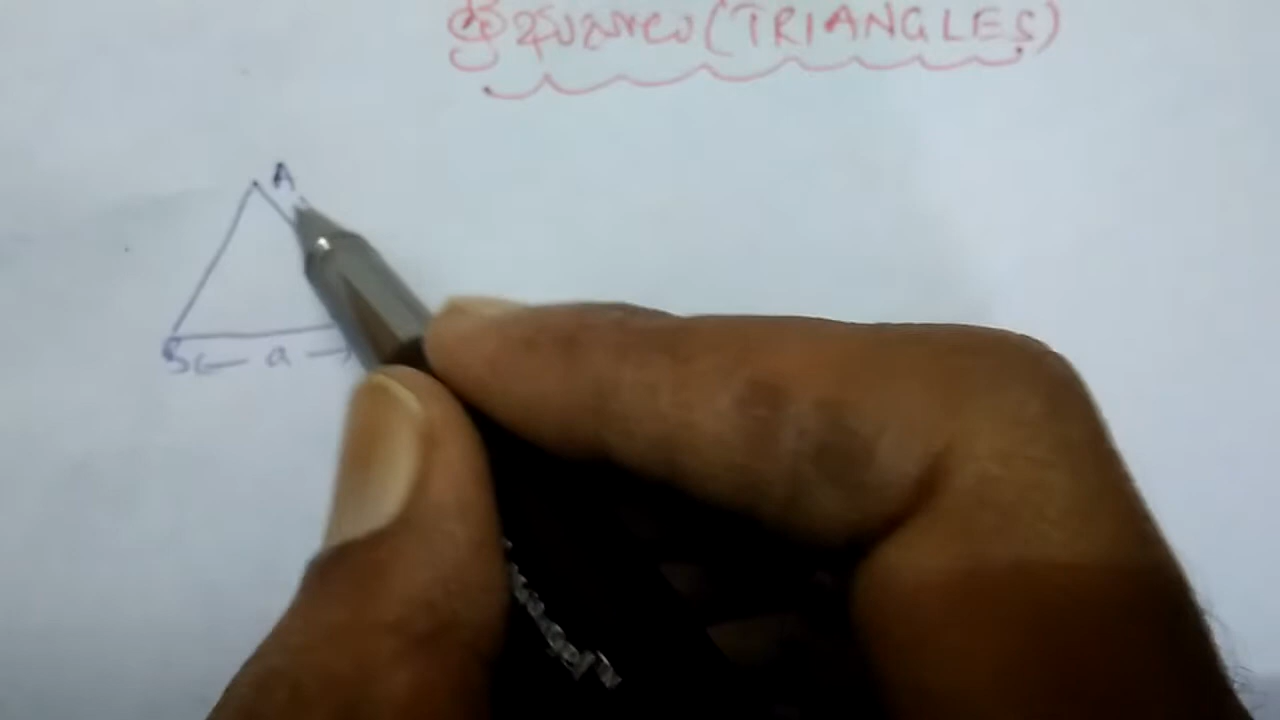 (TRIANGLES)
A
B ← a →